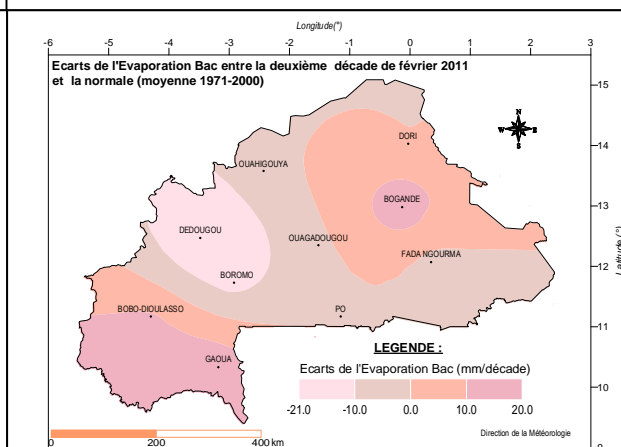 Longitude(°)
-6 -5 -4 -3 -2 -1 0 1 2 3
Ecarts de l'Evaporation Bac entre la deuxième décade de février 2011
et la normale (moyenne 1971-2000)
15
N
W E
S
DORI
14
OUAHIGOUYA
BOGANDE
13
DEDOUGOU
OUAGADOUGOU
FADA NGOURMA
Latitude (°)
12
BOROMO
BOBO-DIOULASSO
PO
11
LEGENDE :
GAOUA
Ecarts de l'Evaporation Bac (mm/décade)
10
-21.0 -10.0 0.0 10.0 20.0
Direction de la Météorologie
0 200 400 km
9